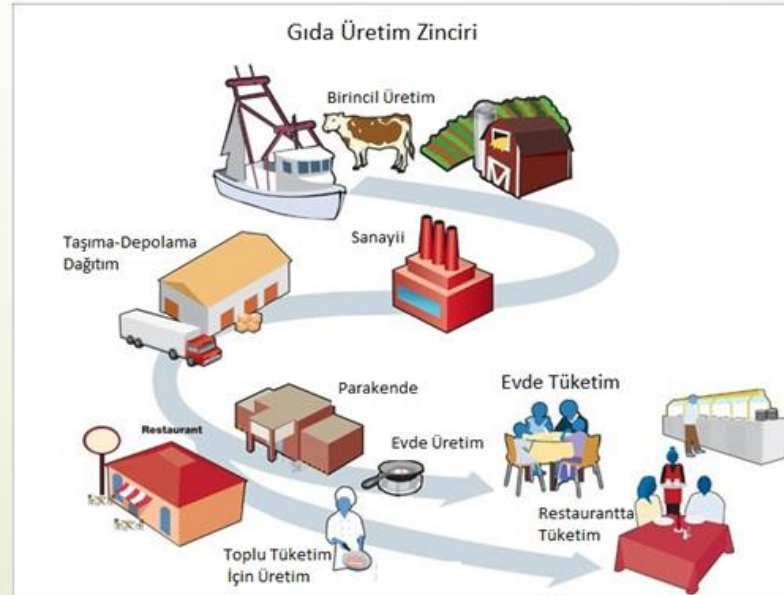 Gıda Üretim Zinciri
Birincil Üretim
Sanayii
Taşıma-Depolama
Dağıtım
Parakende
Evde Tüketim
Restaurant
Evde Üretim
Restaurantta
Tüketim
Toplu Tüketim
İçin Üretim